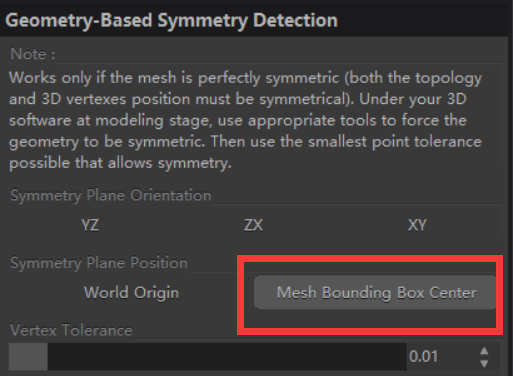 Geometry-Based Symmetry Detection
Note :
Works only if the mesh is perfectly symmetric (both the topology
and 3D vertexes position must be symmetrical). Under your 3D
software at modeling stage, use appropriate tools to force the
geometry to be symmetric. Then use the smallest point tolerance
possible that allows symmetry.
Symmetry Plane Orientation
YZ ZX XY
Symmetry Plane Position
World Origin Mesh Bounding Box Center
Vertex Tolerance
0.01